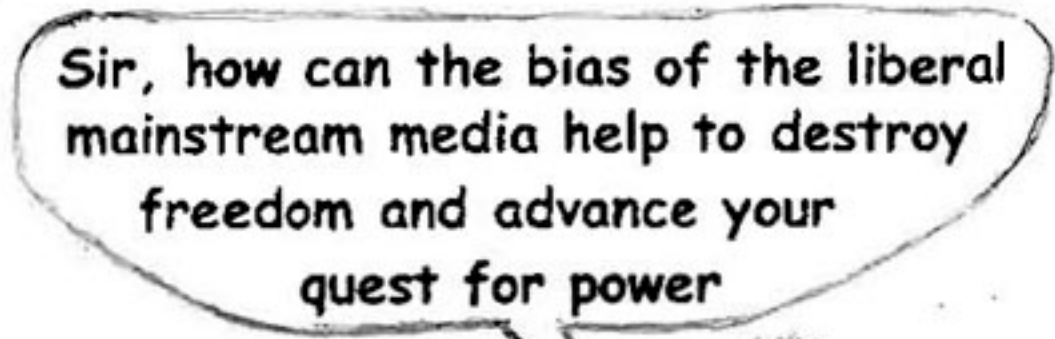 Sir, how can the bias of the liberal
mainstream media help to destroy
freedom and advance your
quest for power